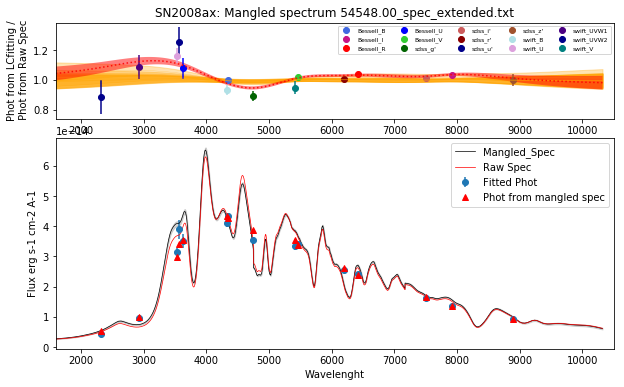 SN2008ax: Mangled spectrum 54548.00_spec_extended.txt
Phot from LCfitting /
Phot from Raw Spec
1.2
1.0
0.8
Bessell_B Bessell_U sdss_r' sdss_z' swift_UVW1
Bessell_I Bessell_V sdss_i' swift_B swift_UVW2
Bessell_R sdss_g' sdss_u' swift_U swift_V
2000 3000 4000 5000 6000 7000 8000 9000 10000
1e−14
Flux erg s-1 cm-2 A-1
6
5
4
3
2
1
0
Mangled_Spec
Raw Spec
Fitted Phot
Phot from mangled spec
2000 3000 4000 5000 6000 7000 8000 9000 10000
Wavelenght